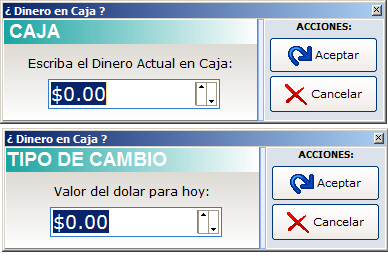 ¿ Dinero en Caja ?
CAJA
Escriba el Dinero Actual en Caja:
$0.00
ACCIONES:
Aceptar
Cancelar
¿ Dinero en Caja ?
TIPO DE CAMBIO
Valor del dolar para hoy:
$0.00
ACCIONES:
Aceptar
Cancelar